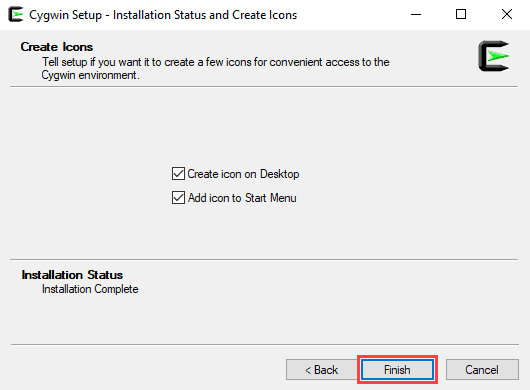 Cygwin Setup - Installation Status and Create Icons
Create Icons
Tell setup if you want it to create a few icons for convenient access to the
Cygwin environment.
Create icon on Desktop
Add icon to Start Menu
Installation Status
Installation Complete
< Back Finish Cancel